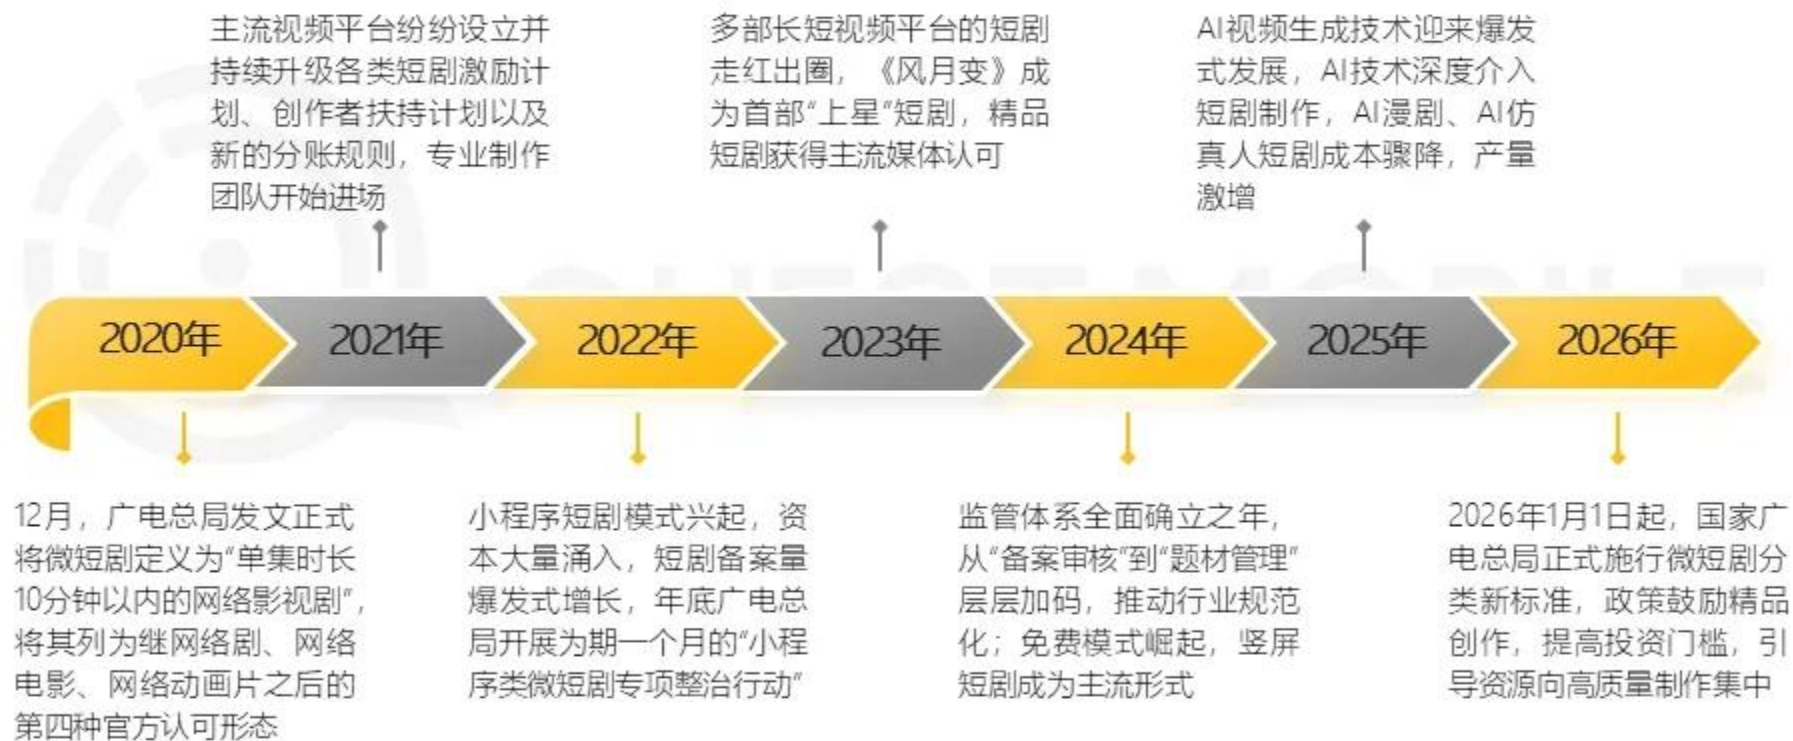 主流视频平台纷纷设立并
持续升级各类短剧激励计
划、创作者扶持计划以及
新的分账规则，专业制作
团队开始进场
多部长短视频平台的短剧
走红出圈，《风月变》成
为首部“上星”短剧，精品
短剧获得主流媒体认可
AI视频生成技术迎来爆发
式发展，AI技术深度介入
短剧制作，AI漫剧、AI仿
真人短剧成本骤降，产量
激增
2020年
2021年
2022年
2023年
2024年
2025年
2026年
12月，广电总局发文正式
将微短剧定义为“单集时长
10分钟以内的网络影视剧”，
将其列为继网络剧、网络
电影、网络动画片之后的
第四种官方认可形态
小程序短剧模式兴起，资
本大量涌入，短剧备案量
爆发式增长，年底广电总
局开展为期一个月的“小程
序类微短剧专项整治行动”
监管体系全面确立之年，
从“备案审核”到“题材管理”
层层加码，推动行业规范
化；免费模式崛起，竖屏
短剧成为主流形式
2026年1月1日起，国家广
电总局正式施行微短剧分
类新标准，政策鼓励精品
创作，提高投资门槛，引
导资源向高质量制作集中